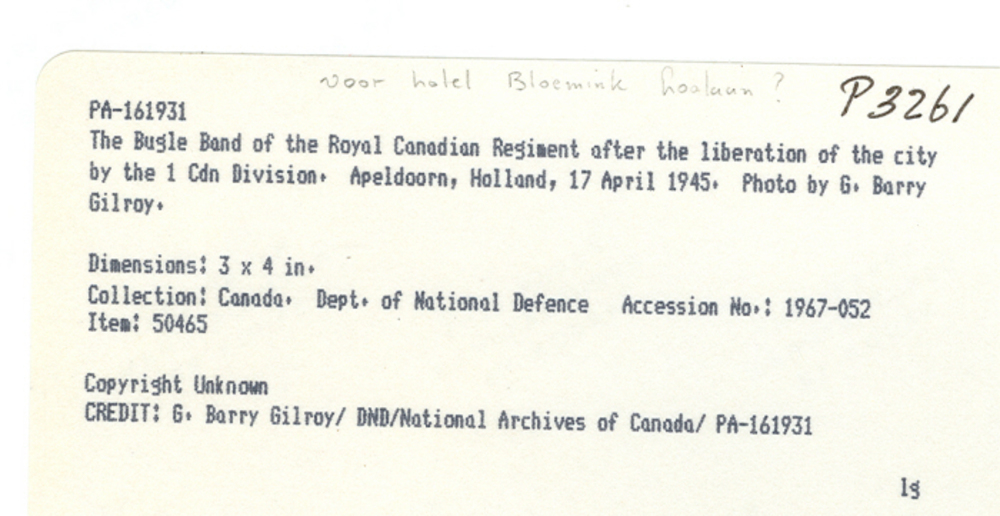 voor hotel Bloemink hoolaan ? P3261
PA-161931
The Bugle Band of the Royal Canadian Regiment after the liberation of the city
by the 1 Cdn Division. Apeldoorn, Holland, 17 April 1945. Photo by G. Barry
Gilroy.
Dimensions: 3 x 4 in.
Collection: Canada. Dept. of National Defence Accession No.: 1967-052
Item: 50465
Copyright Unknown
CREDIT: G. Barry Gilroy/ DND/National Archives of Canada/ PA-161931
lg